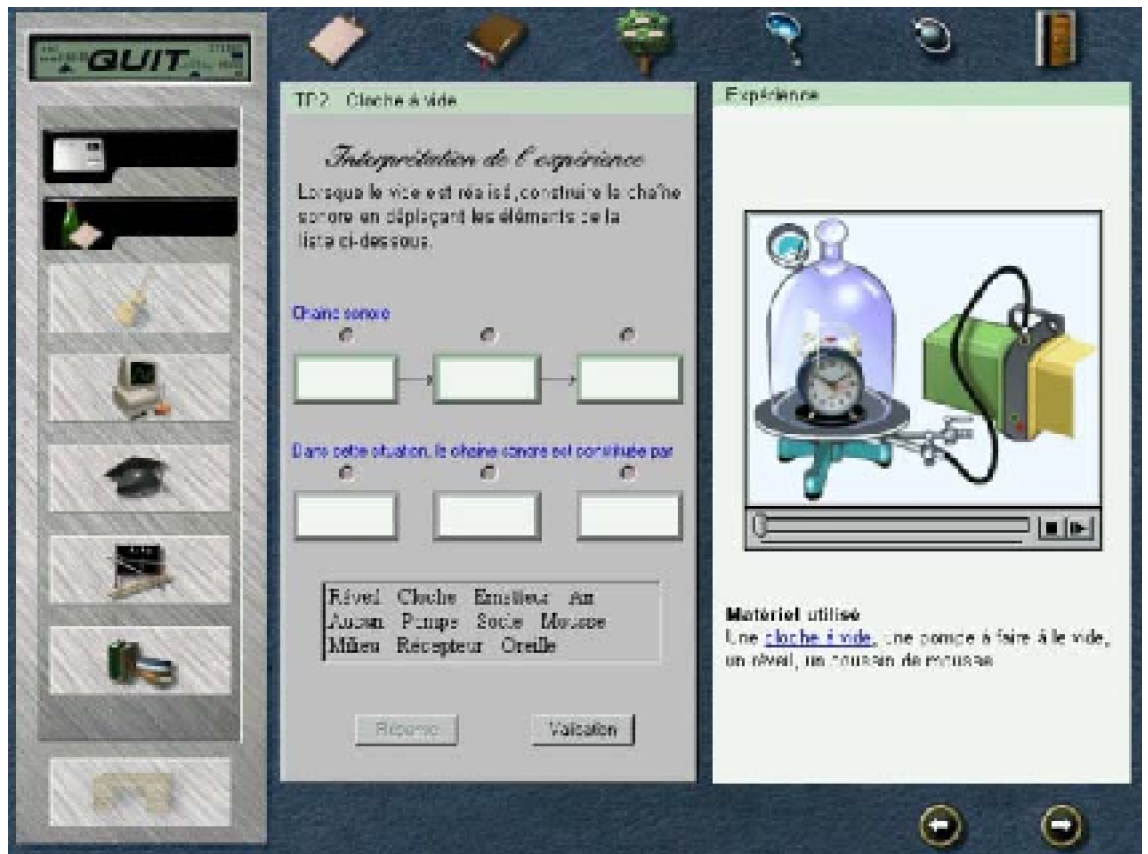 QUIT
TP2 Cloche à vide
Interprétation de l'expérience
Lorsque le vide est réalisé,construire la chaîne
sonore en déplaçant les éléments de la
liste ci-dessous.
Chaîne sonore
Dans cette situation, la chaîne sonore est constituée par
Réveil Cloche Emetteur Air
Aucun Pompe Socle Mousse
Milieu Récepteur Oreille
Réponse
Validation
Expérience
Matériel utilisé
Une cloche à vide, une pompe à faire à le vide,
un réveil, un coussin de mousse